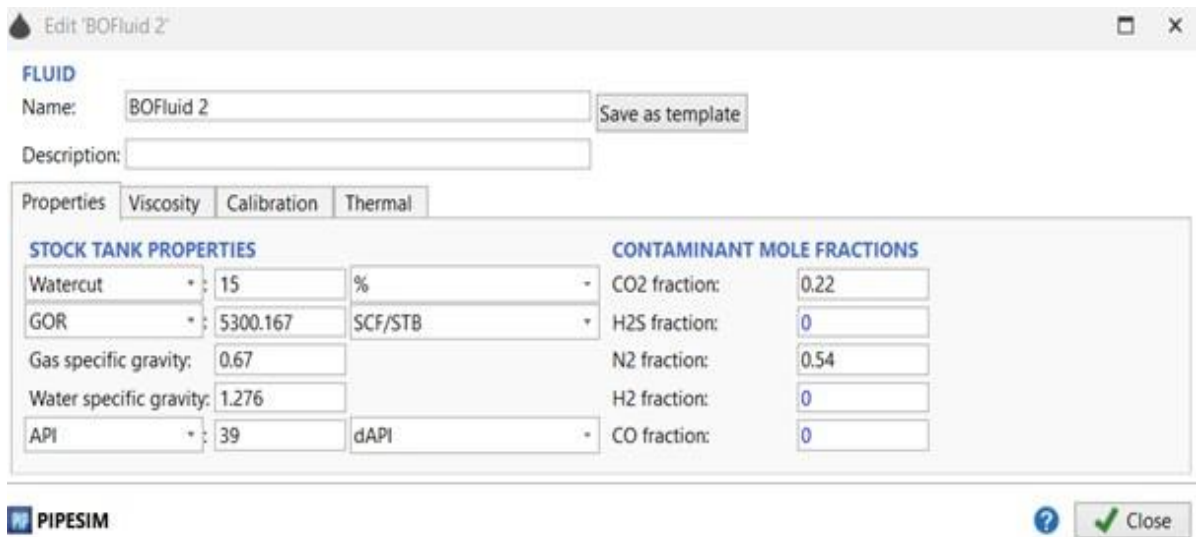 Edit 'BOFluid 2'
FLUID
Name: BOFluid 2 Save as template
Description:
Properties Viscosity Calibration Thermal
STOCK TANK PROPERTIES CONTAMINANT MOLE FRACTIONS
Watercut : 15 % CO2 fraction: 0.22
GOR : 5300.167 SCF/STB H2S fraction: 0
Gas specific gravity: 0.67 N2 fraction: 0.54
Water specific gravity: 1.276 H2 fraction: 0
API : 39 dAPI CO fraction: 0
PIP PIPESIM ? Close